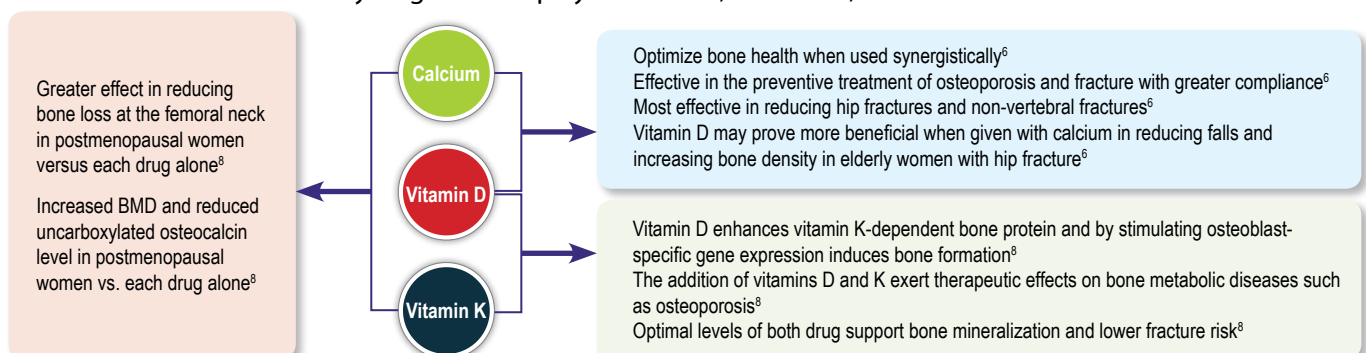 Greater effect in reducing
bone loss at the femoral neck
in postmenopausal women
versus each drug alone⁸
Increased BMD and reduced
uncarboxylated osteocalcin
level in postmenopausal
women vs. each drug alone⁸
Calcium
Vitamin D
Vitamin K
Optimize bone health when used synergistically⁶
Effective in the preventive treatment of osteoporosis and fracture with greater compliance⁶
Most effective in reducing hip fractures and non-vertebral fractures⁶
Vitamin D may prove more beneficial when given with calcium in reducing falls and
increasing bone density in elderly women with hip fracture⁶
Vitamin D enhances vitamin K-dependent bone protein and by stimulating osteoblast-
specific gene expression induces bone formation⁸
The addition of vitamins D and K exert therapeutic effects on bone metabolic diseases such
as osteoporosis⁸
Optimal levels of both drug support bone mineralization and lower fracture risk⁸